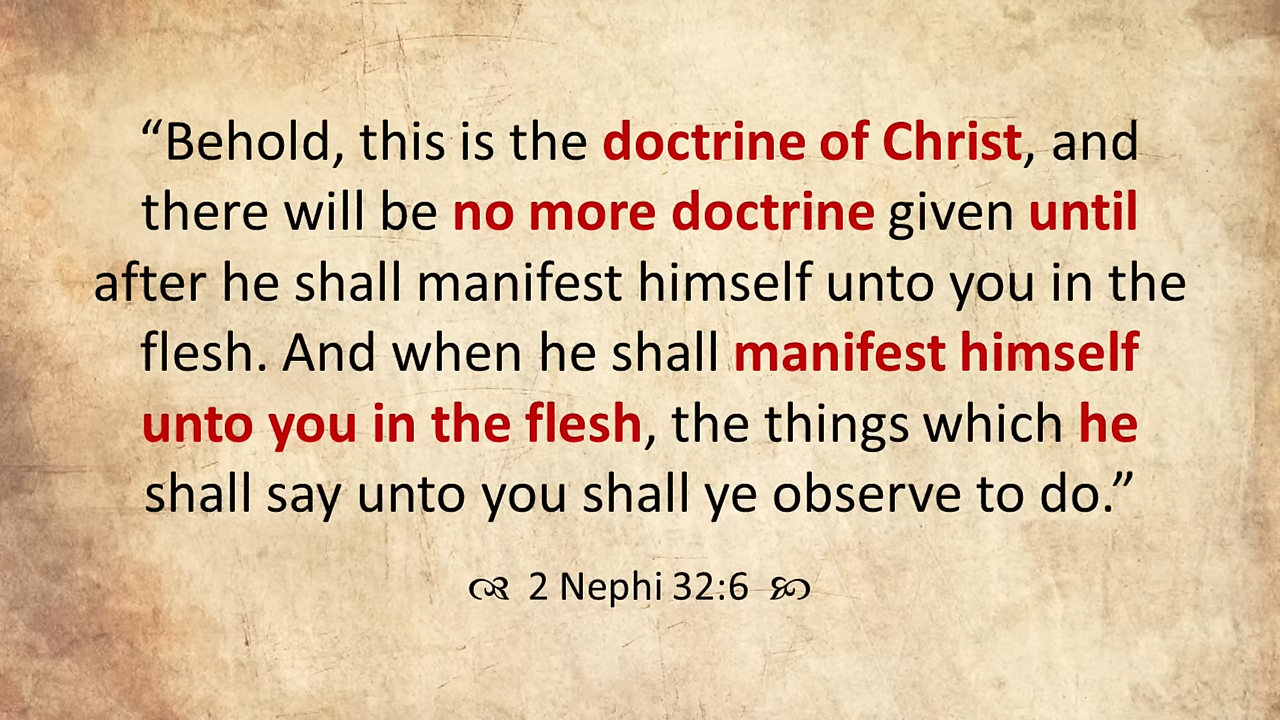 “Behold, this is the doctrine of Christ, and
there will be no more doctrine given until
after he shall manifest himself unto you in the
flesh. And when he shall manifest himself
unto you in the flesh, the things which he
shall say unto you shall ye observe to do.”
2 Nephi 32:6